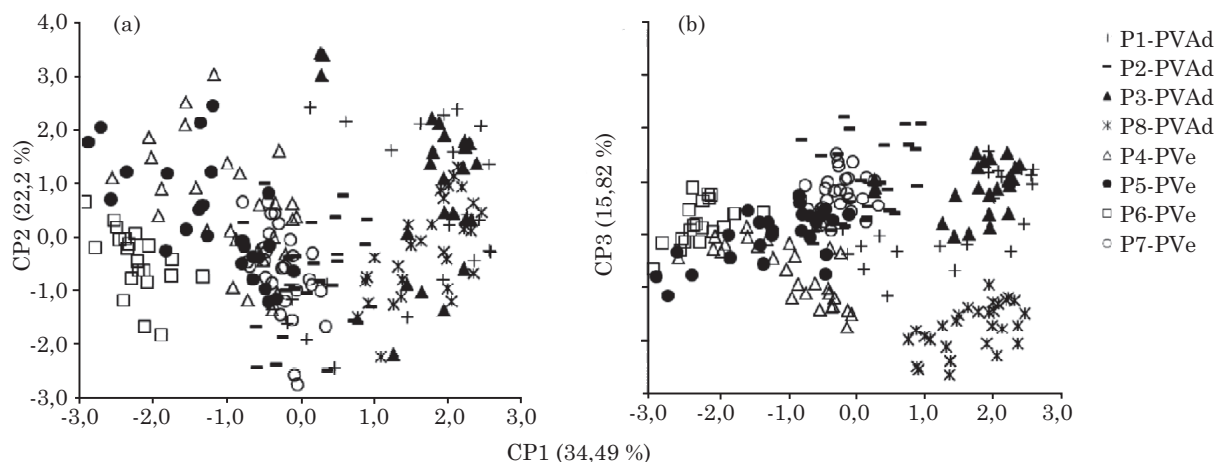 (a)
CP2 (22,2 %)
4,0
3,0
2,0
1,0
0,0
-1,0
-2,0
-3,0
-3,0 -2,0 -1,0 0,0 1,0 2,0 3,0
(b)
CP3 (15,82 %)
-3,0 -2,0 -1,0 0,0 1,0 2,0 3,0
CP1 (34,49 %)
P1-PVAd
P2-PVAd
P3-PVAd
P8-PVAd
P4-PVe
P5-PVe
P6-PVe
P7-PVe